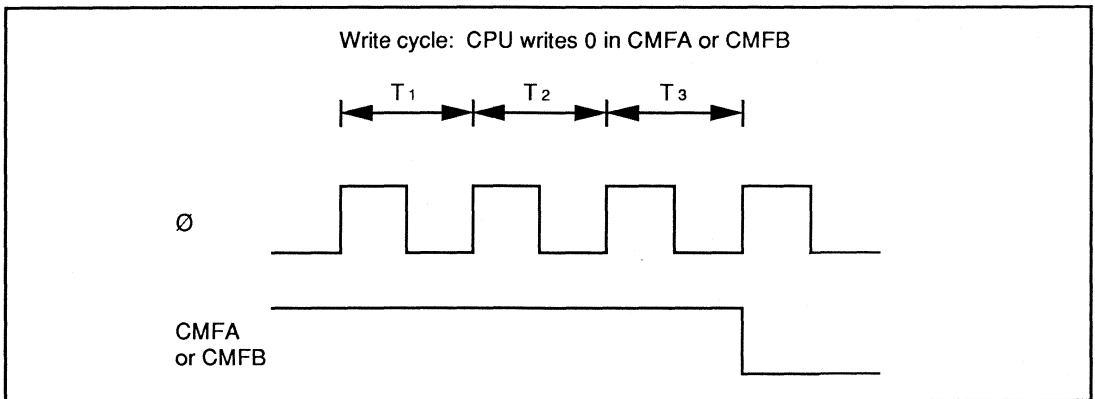 Write cycle: CPU writes 0 in CMFA or CMFB
T1 T2 T3
Ø
CMFA
or CMFB